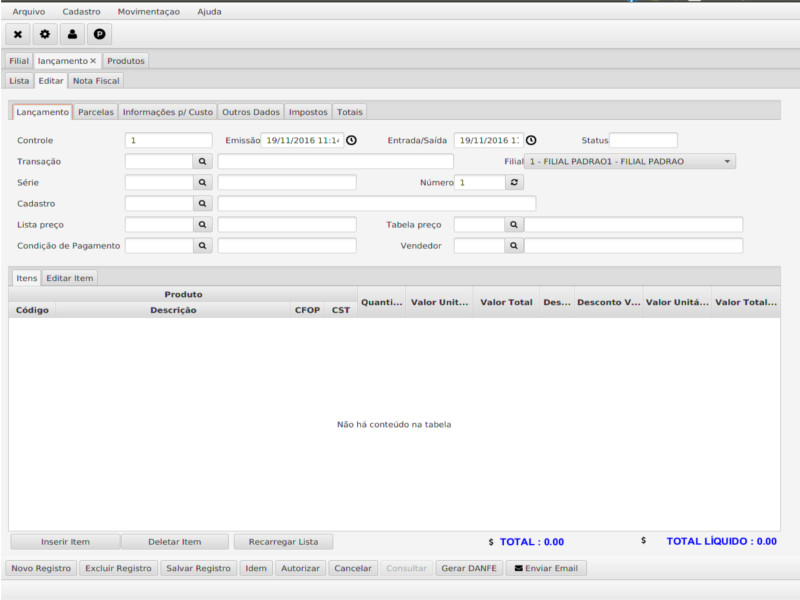 Arquivo Cadastro Movimentaçao Ajuda
Filial lançamento × Produtos
Lista Editar Nota Fiscal
Lançamento Parcelas Informações p/ Custo Outros Dados Impostos Totais
Controle 1 Emissão 19/11/2016 11:14 Entrada/Saída 19/11/2016 11: Status
Transação Filial 1 - FILIAL PADRAO1 - FILIAL PADRAO
Série Número 1
Cadastro
Lista preço Tabela preço
Condição de Pagamento Vendedor
Itens Editar Item
Produto
Quanti... Valor Unit... Valor Total Des... Desconto V... Valor Unitá... Valor Total...
Código Descrição CFOP CST
Não há conteúdo na tabela
Inserir Item Deletar Item Recarregar Lista $ TOTAL : 0.00 $ TOTAL LÍQUIDO : 0.00
Novo Registro Excluir Registro Salvar Registro Idem Autorizar Cancelar Consultar Gerar DANFE Enviar Email